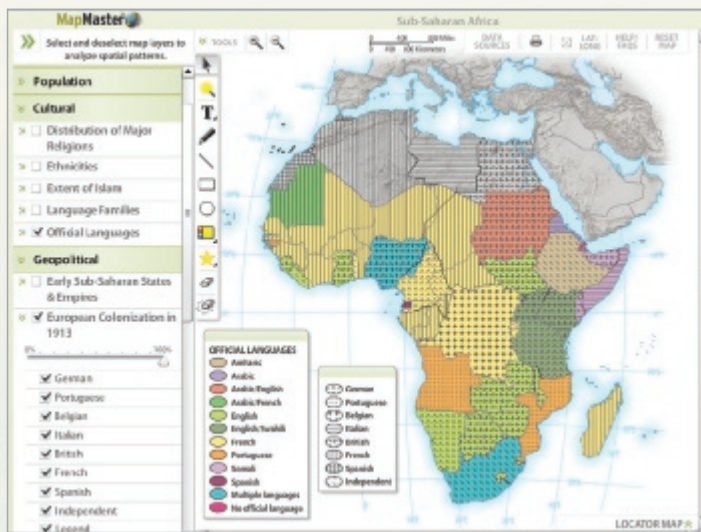 MapMaster
Sub-Saharan Africa
Select and deselect map layers to
analyze spatial patterns.
TOOLS
DATA
SOURCES
LAT/
LONG
HELP/
FAQS
RESET
MAP
Population
Cultural
Distribution of Major
Religions
Ethnicities
Extent of Islam
Language Families
Official Languages
Geopolitical
Early Sub-Saharan States
& Empires
European Colonization in
1913
0%
100%
German
Portuguese
Belgian
Italian
British
French
Spanish
Independent
Legend
T
OFFICIAL LANGUAGES
Amharic
Arabic
Arabic/English
Arabic/French
English
English/Swahili
French
Portuguese
Somali
Spanish
Multiple languages
No official language
German
Portuguese
Belgian
Italian
British
French
Spanish
Independent
LOCATOR MAP